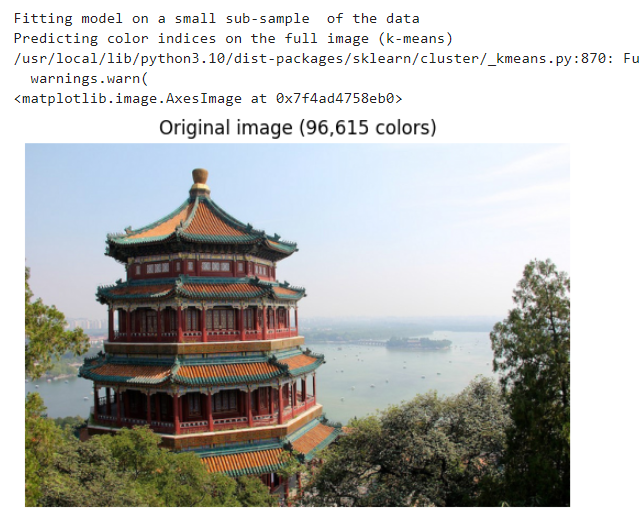 Fitting model on a small sub-sample  of the data
Predicting color indices on the full image (k-means)
/usr/local/lib/python3.10/dist-packages/sklearn/cluster/_kmeans.py:870: Fu
  warnings.warn(
<matplotlib.image.AxesImage at 0x7f4ad4758eb0>
Original image (96,615 colors)